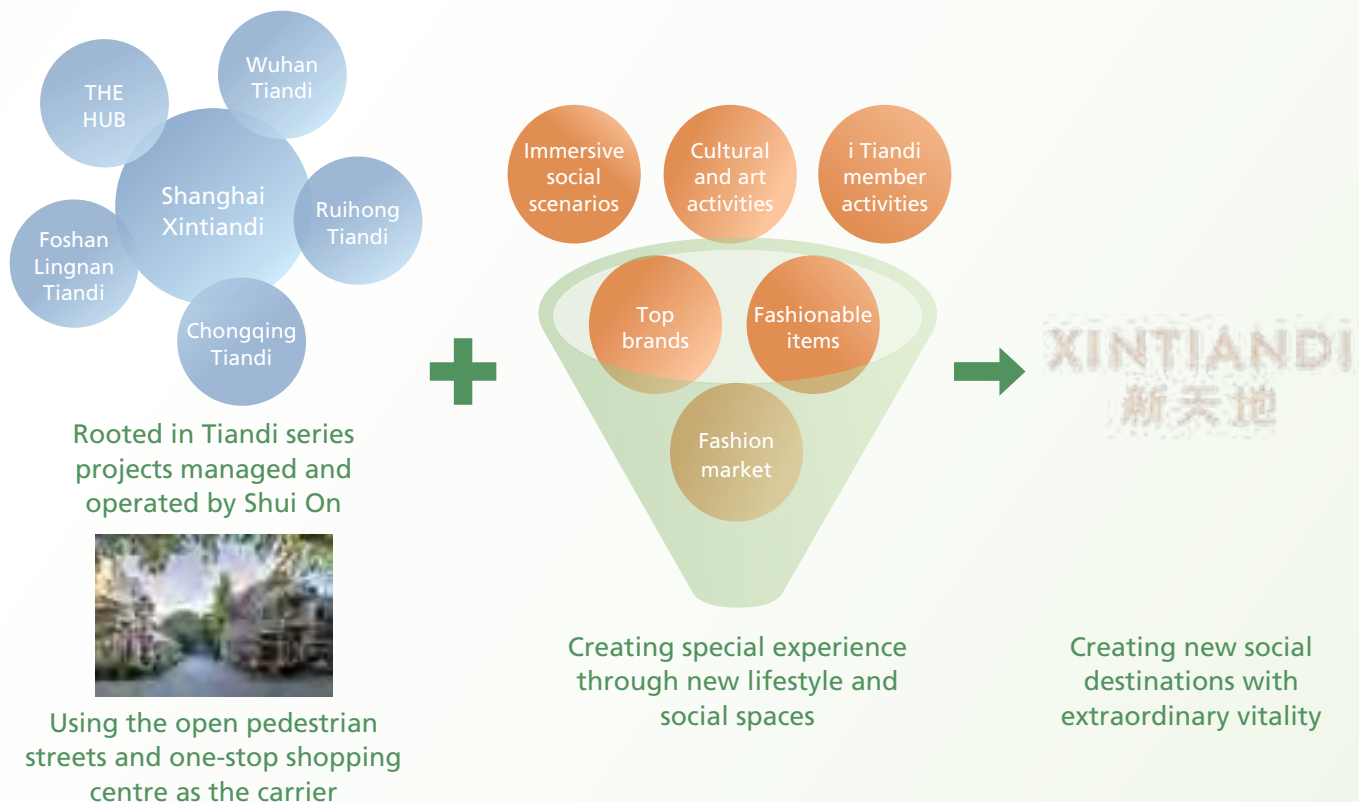 THE
HUB
Wuhan
Tiandi
Shanghai
Xintiandi
Ruihong
Tiandi
Foshan
Lingnan
Tiandi
Chongqing
Tiandi
Rooted in Tiandi series
projects managed and
operated by Shui On
Using the open pedestrian
streets and one-stop shopping
centre as the carrier
Immersive
social
scenarios
Cultural
and art
activities
i Tiandi
member
activities
Top
brands
Fashionable
items
Fashion
market
Creating special experience
through new lifestyle and
social spaces
XINTIANDI
新天地
Creating new social
destinations with
extraordinary vitality